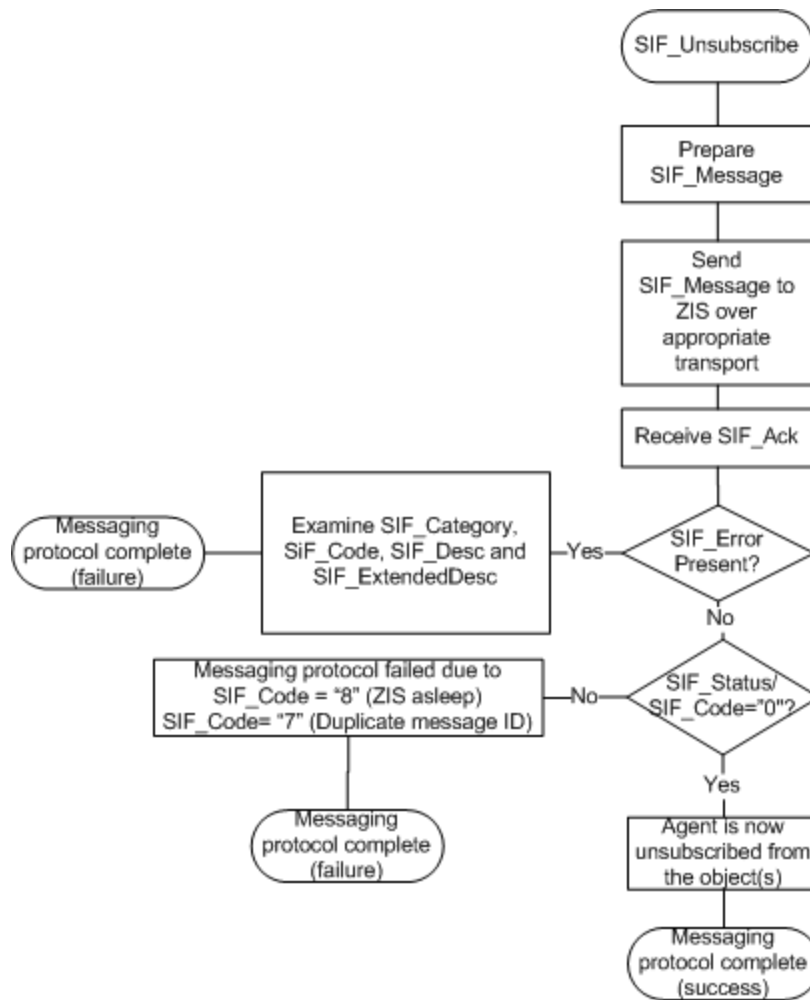 SIF_Unsubscribe
Prepare
SIF_Message
Send
SIF_Message to
ZIS over
appropriate
transport
Receive SIF_Ack
SIF_Error
Present?
Yes
Examine SIF_Category,
SiF_Code, SIF_Desc and
SIF_ExtendedDesc
Messaging
protocol complete
(failure)
No
SIF_Status/
SIF_Code="0"?
No
Messaging protocol failed due to
SIF_Code = “8” (ZIS asleep)
SIF_Code= “7” (Duplicate message ID)
Messaging
protocol complete
(failure)
Yes
Agent is now
unsubscribed from
the object(s)
Messaging
protocol complete
(success)